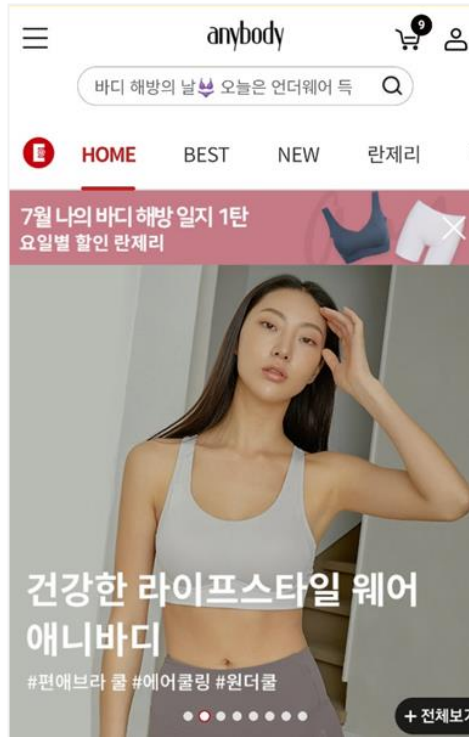 anybody
9
바디 해방의 날👙 오늘은 언더웨어 득
HOME BEST NEW 란제리
7월 나의 바디 해방 일지 1탄
요일별 할인 란제리
건강한 라이프스타일 웨어
애니바디
#편애브라 쿨 #에어쿨링 #원더쿨
+ 전체보기